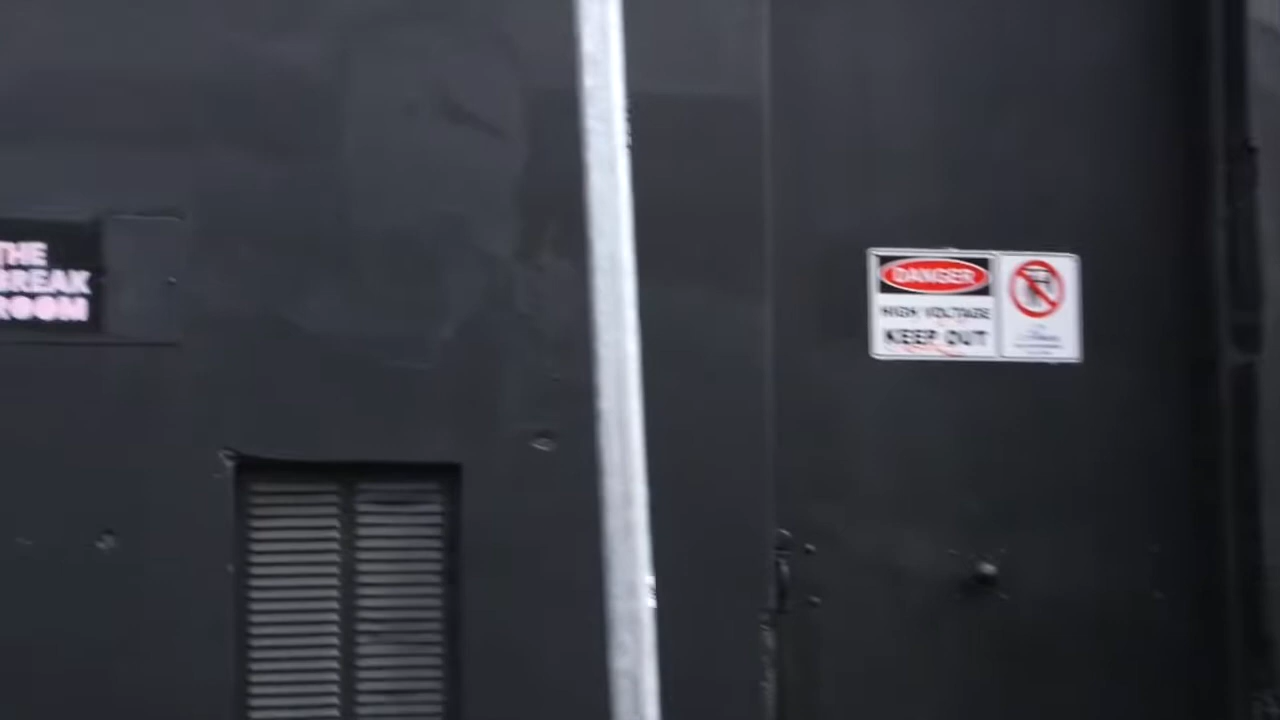 THE
BREAK
ROOM
DANGER
HIGH VOLTAGE
KEEP OUT